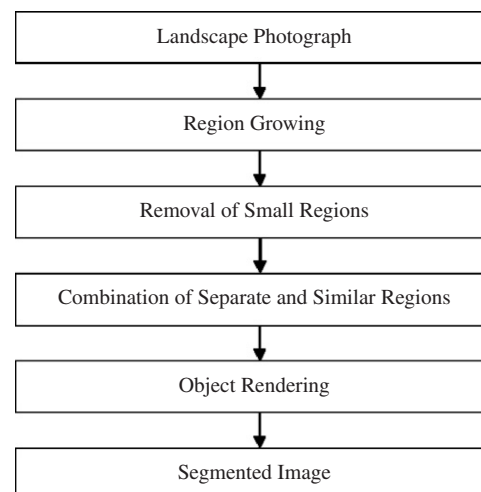 Landscape Photograph
Region Growing
Removal of Small Regions
Combination of Separate and Similar Regions
Object Rendering
Segmented Image